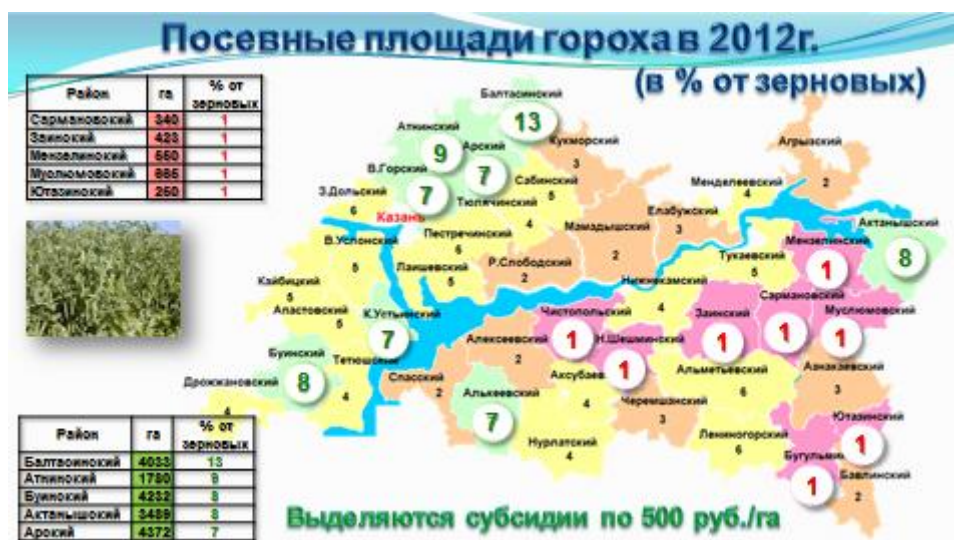 Посевные площади гороха в 2012г.
(в % от зерновых)
Район га % от зерновых
Сармановский 340 1
Заинский 423 1
Мензелинский 550 1
Муслюмовский 665 1
Ютазинский 250 1
Балтасинский
13
Атнинский
9
Арский
7
Кукморский
3
Агрызский
2
В.Горский
7
Сабинский
5
Менделеевский
4
З.Дольский
6
Тюлячинский
4
Казань
Елабужский
3
Актанышский
8
Мамадышский
2
Пестречинский
6
Мензелинский
1
В.Услонский
5
Р.Слободский
2
Тукаевский
5
Лаишевский
5
Кайбицкий
5
Нижнекамский
4
Сармановский
1
Апастовский
5
К.Устьинский
7
Чистопольский
1
Заинский
1
Муслюмовский
1
Алексеевский
2
Н.Шешминский
1
Буинский
8
Тетюшский
4
Спасский
2
Аксубаев
4
Альметьевский
6
Азнакаевский
3
Дрожжановский
4
Алькеевский
7
Черемшанский
3
Ютазинский
1
Нурлатский
4
Лениногорский
6
Бугульмин
1
Бавлинский
2
Район га % от зерновых
Балтасинский 4033 13
Атнинский 1780 9
Буинский 4232 8
Актанышский 3489 8
Арский 4372 7
Выделяются субсидии по 500 руб./га